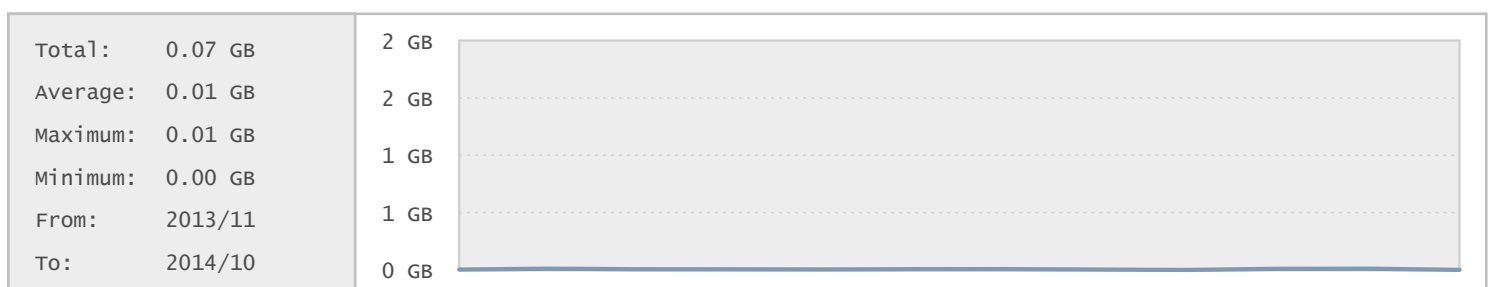 Total: 0.07 GB
Average: 0.01 GB
Maximum: 0.01 GB
Minimum: 0.00 GB
From: 2013/11
To: 2014/10
2 GB
2 GB
1 GB
1 GB
0 GB